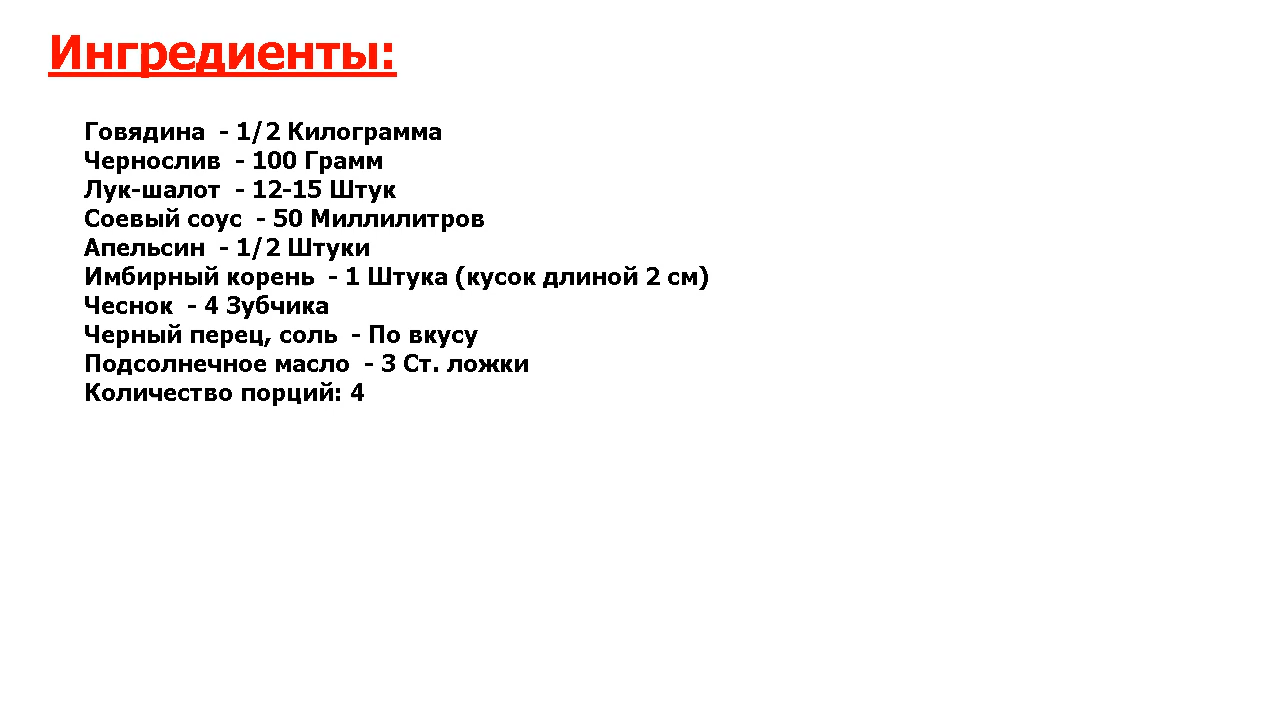 Ингредиенты:
Говядина  - 1/2 Килограмма
Чернослив  - 100 Грамм
Лук-шалот  - 12-15 Штук
Соевый соус  - 50 Миллилитров
Апельсин  - 1/2 Штуки
Имбирный корень  - 1 Штука (кусок длиной 2 см)
Чеснок  - 4 Зубчика
Черный перец, соль  - По вкусу
Подсолнечное масло  - 3 Ст. ложки
Количество порций: 4